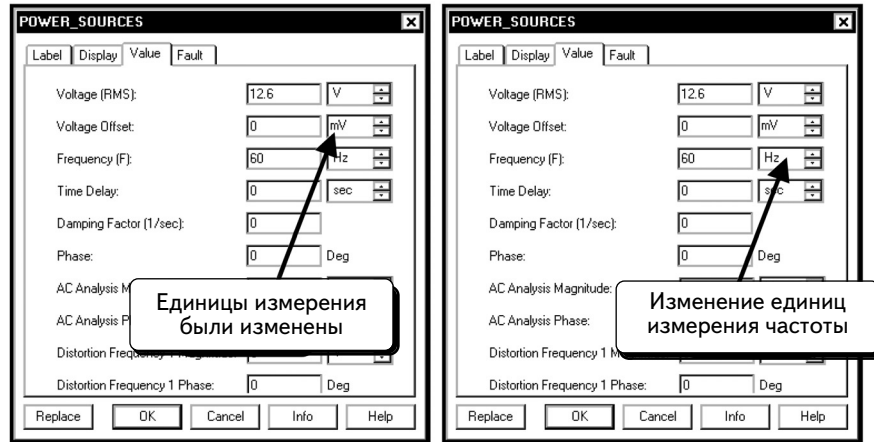 POWER_SOURCES
Label Display Value Fault
Voltage (RMS): 12.6 V
Voltage Offset: 0 mV
Frequency (F): 60 Hz
Time Delay: 0 sec
Damping Factor (1/sec): 0
Phase: 0 Deg
AC Analysis M
AC Analysis P
Единицы измерения
были изменены
Distortion Frequency 1 Magnitude:
Distortion Frequency 1 Phase: 0 Deg
Replace OK Cancel Info Help
POWER_SOURCES
Label Display Value Fault
Voltage (RMS): 12.6 V
Voltage Offset: 0 mV
Frequency (F): 60 Hz
Time Delay: 0 sec
Damping Factor (1/sec): 0
Phase: 0 Deg
AC Analysis Magnitude:
AC Analysis Phase:
Изменение единиц
измерения частоты
Distortion Frequency 1 M
Distortion Frequency 1 Phase: 0 Deg
Replace OK Cancel Info Help